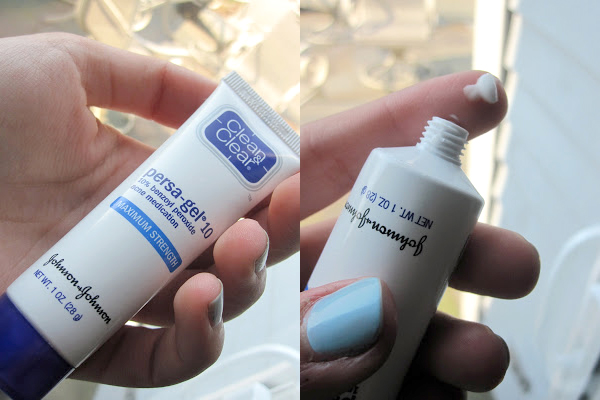 Clean&
Clear®
persa·gel® 10
10% benzoyl peroxide
acne medication
MAXIMUM STRENGTH
Johnson&Johnson
NET WT. 1 OZ. (28 g)
Johnson&Johnson
NET WT. 1 OZ. (28 g)